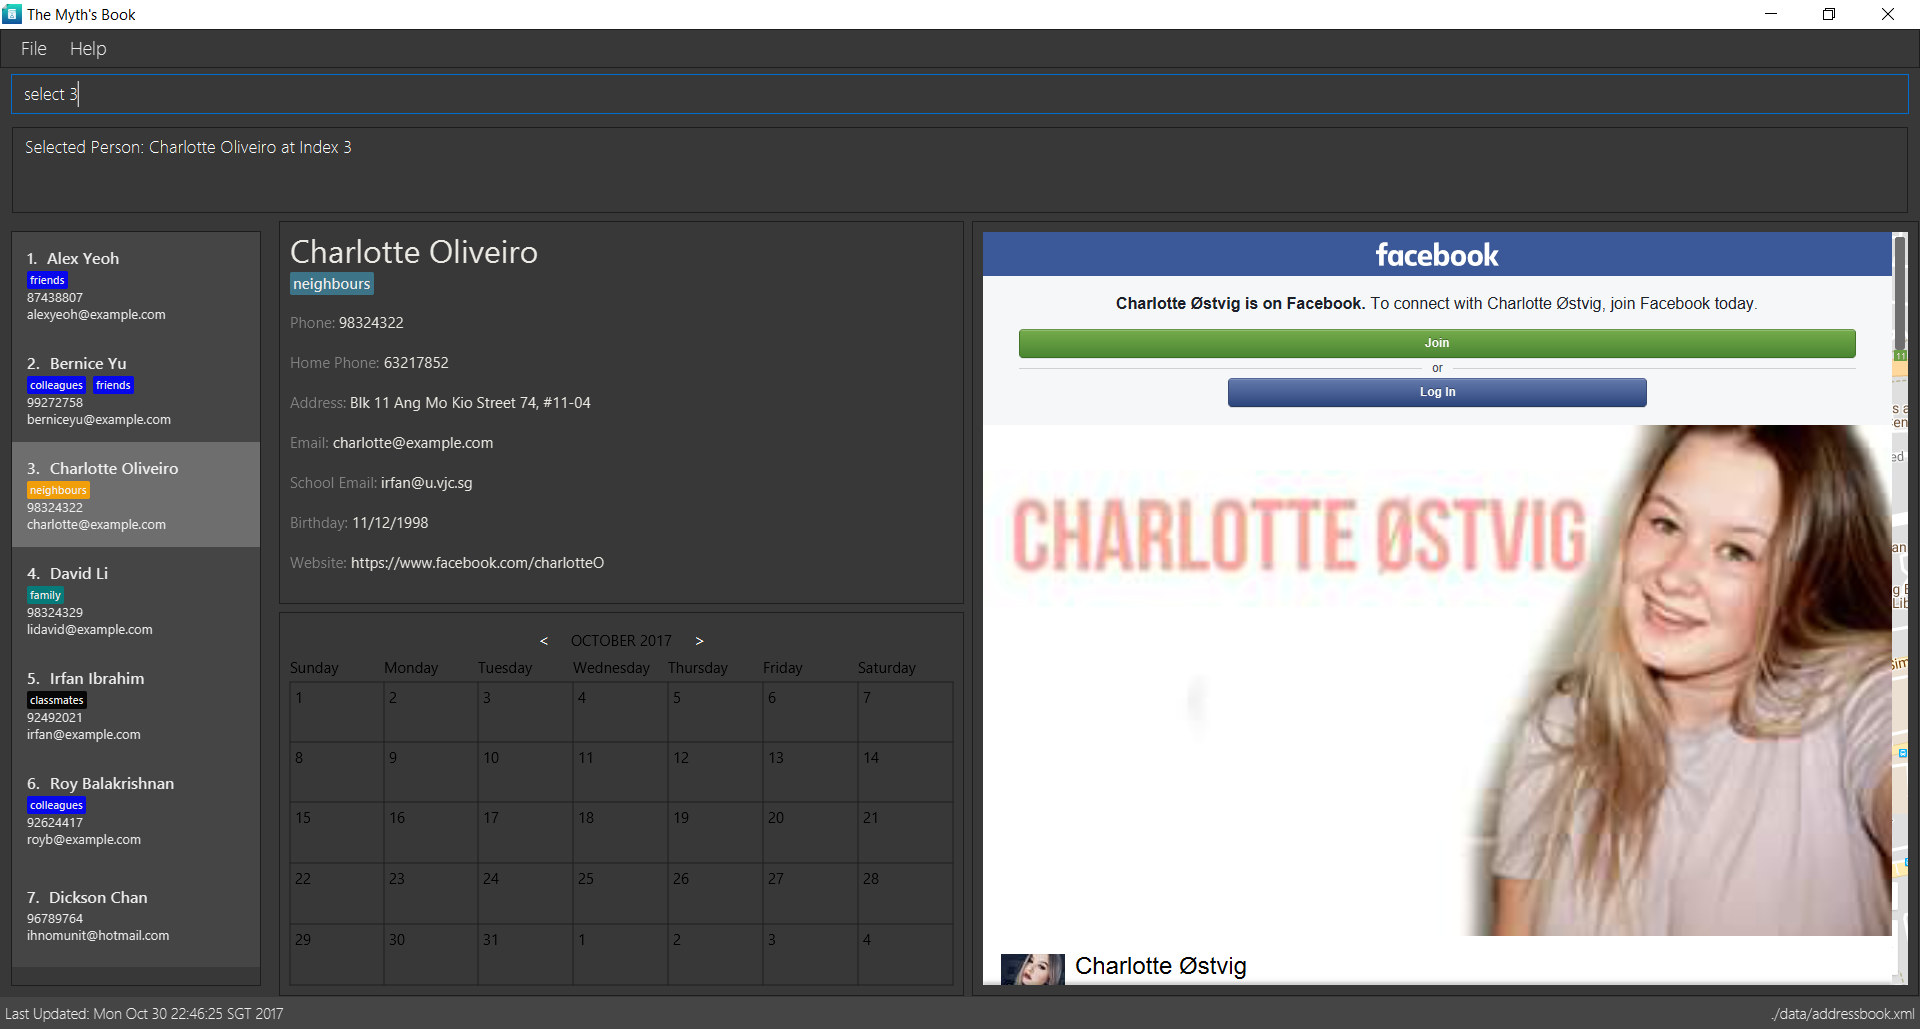 The Myth's Book
File Help
select 3
Selected Person: Charlotte Oliveiro at Index 3
1. Alex Yeoh
friends
87438807
alexyeoh@example.com
2. Bernice Yu
colleagues friends
99272758
berniceyu@example.com
3. Charlotte Oliveiro
neighbours
98324322
charlotte@example.com
4. David Li
family
98324329
lidavid@example.com
5. Irfan Ibrahim
classmates
92492021
irfan@example.com
6. Roy Balakrishnan
colleagues
92624417
royb@example.com
7. Dickson Chan
96789764
ihnomunit@hotmail.com
Charlotte Oliveiro
neighbours
Phone: 98324322
Home Phone: 63217852
Address: Blk 11 Ang Mo Kio Street 74, #11-04
Email: charlotte@example.com
School Email: irfan@u.vjc.sg
Birthday: 11/12/1998
Website: https://www.facebook.com/charlotteO
< OCTOBER 2017 >
Sunday Monday Tuesday Wednesday Thursday Friday Saturday
1 2 3 4 5 6 7
8 9 10 11 12 13 14
15 16 17 18 19 20 21
22 23 24 25 26 27 28
29 30 31 1 2 3 4
facebook
Charlotte Østvig is on Facebook. To connect with Charlotte Østvig, join Facebook today.
Join
or
Log In
CHARLOTTE ØSTVIG
Charlotte Østvig
11
Last Updated: Mon Oct 30 22:46:25 SGT 2017
./data/addressbook.xml